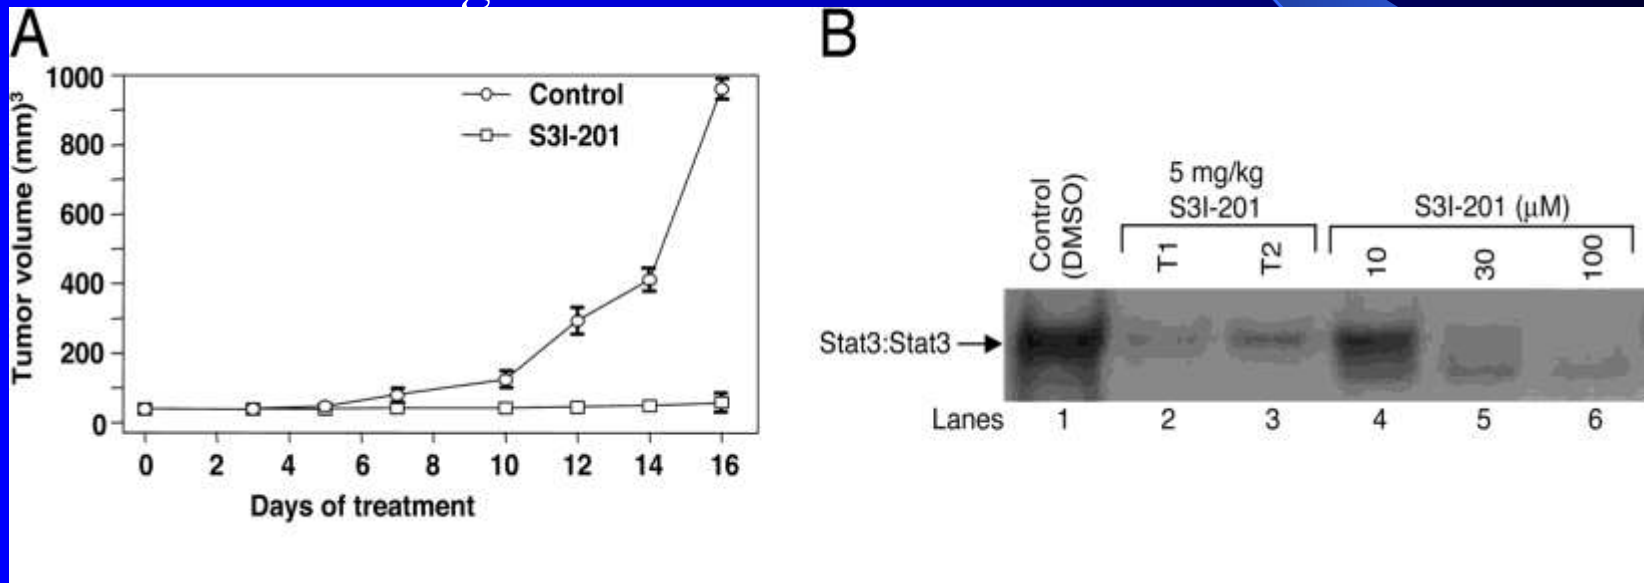 A
B
1000
800
600
400
200
0
Tumor volume (mm)³
Control
S3I-201
0 2 4 6 8 10 12 14 16
Days of treatment
Control
(DMSO)
5 mg/kg
S3I-201
T1 T2
S3I-201 (μM)
10 30 100
Stat3:Stat3
Lanes 1 2 3 4 5 6